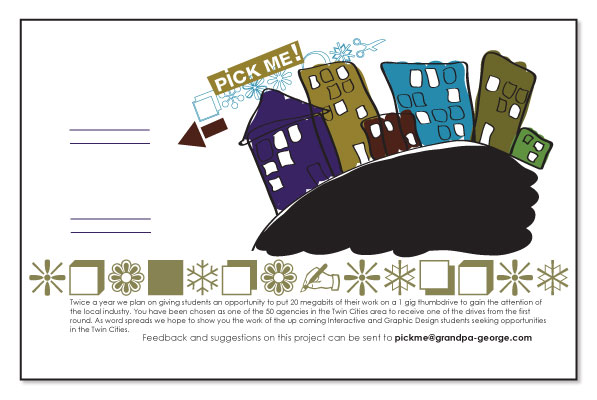 PiCK ME!
Twice a year we plan on giving students an opportunity to put 20 megabits of their work on a 1 gig thumbdrive to gain the attention of
the local industry. You have been chosen as one of the 50 agencies in the Twin Cities area to receive one of the drives from the first
round. As word spreads we hope to show you the work of the up coming Interactive and Graphic Design students seeking opportunities
in the Twin Cities.
Feedback and suggestions on this project can be sent to pickme@grandpa-george.com